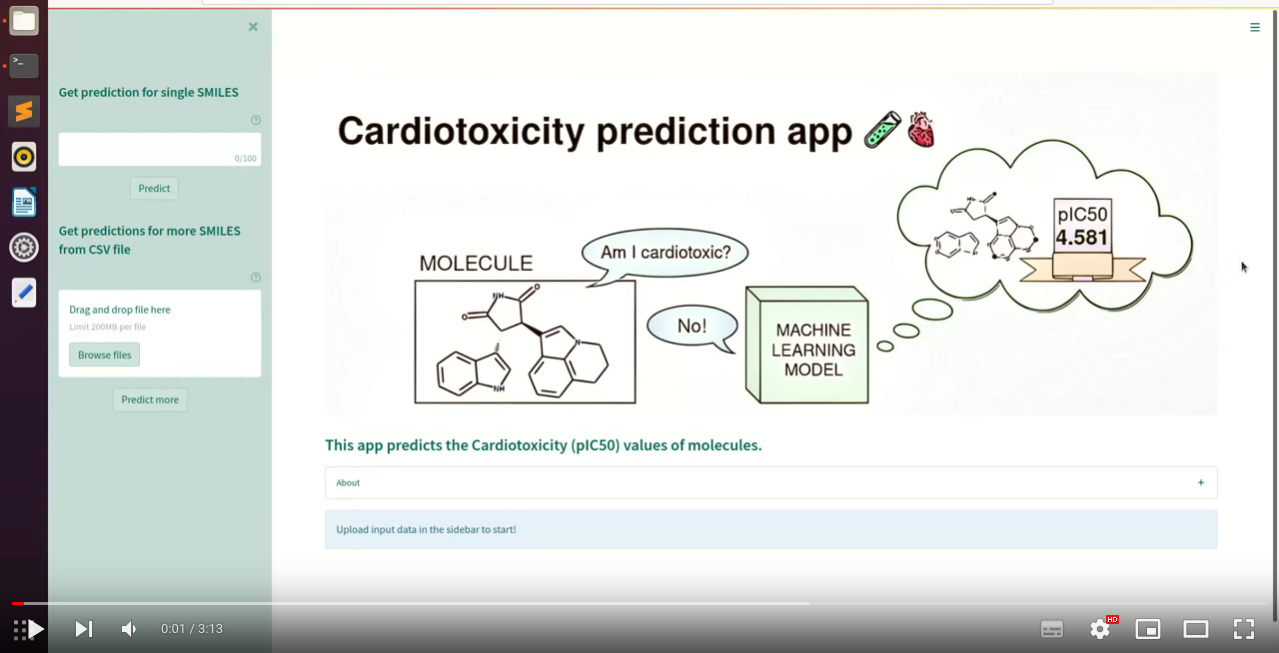 Get prediction for single SMILES
0/100
Predict
Get predictions for more SMILES
from CSV file
Drag and drop file here
Limit 200MB per file
Browse files
Predict more
Cardiotoxicity prediction app
MOLECULE
Am I cardiotoxic?
NH
O
O
NH
N
No!
MACHINE
LEARNING
MODEL
pIC50
4.581
This app predicts the Cardiotoxicity (pIC50) values of molecules.
About
+
Upload input data in the sidebar to start!
0:01 / 3:13
HD